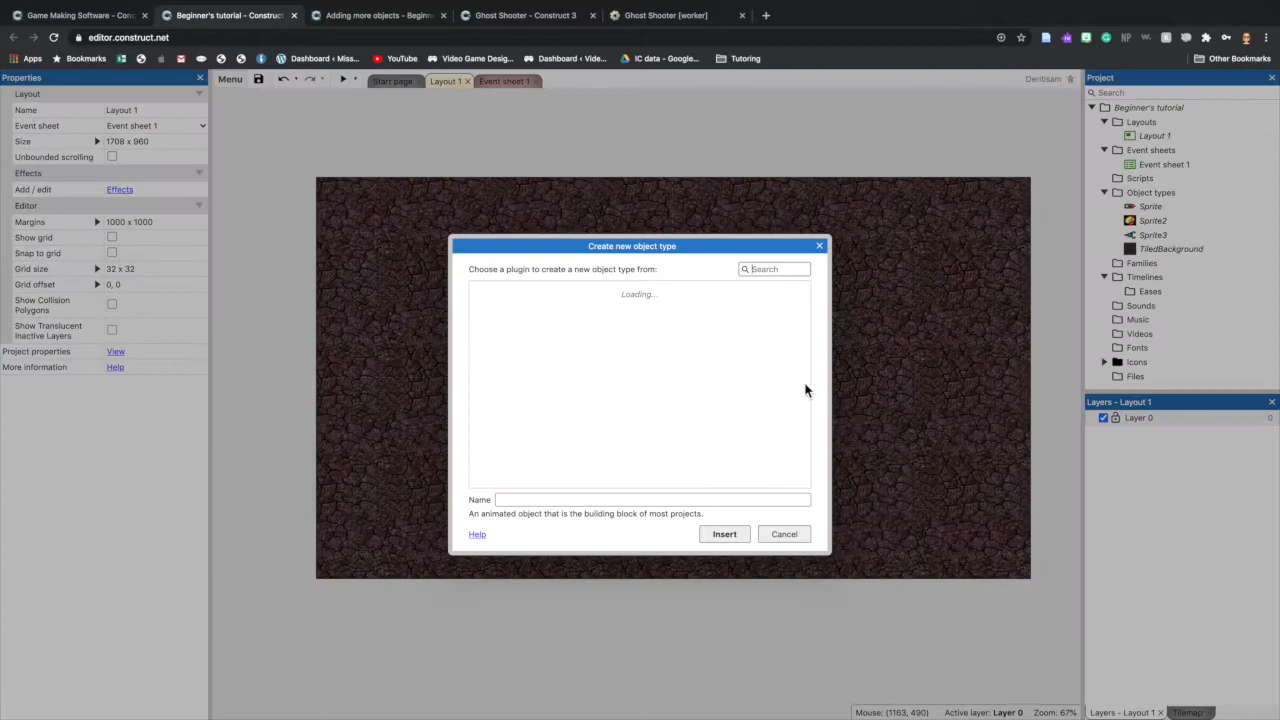 Game Making Software - Cons
Beginner's tutorial - Construct
Adding more objects - Beginner
Ghost Shooter - Construct 3
Ghost Shooter [worker]
editor.construct.net
Apps
Bookmarks
Dashboard ‹ Miss...
YouTube
Video Game Desig...
Dashboard ‹ Vide...
IC data - Google...
Tutoring
Other Bookmarks
Properties
Menu
Start page
Layout 1
Event sheet 1
Deritisam
Project
Layout
Name Layout 1
Event sheet Event sheet 1
Size 1708 x 960
Unbounded scrolling
Effects
Add / edit Effects
Editor
Margins 1000 x 1000
Show grid
Snap to grid
Grid size 32 x 32
Grid offset 0, 0
Show Collision
Polygons
Show Translucent
Inactive Layers
Project properties View
More information Help
Create new object type
Choose a plugin to create a new object type from:
Search
Loading...
Name
An animated object that is the building block of most projects.
Help
Insert
Cancel
Search
Beginner's tutorial
Layouts
Layout 1
Event sheets
Event sheet 1
Scripts
Object types
Sprite
Sprite2
Sprite3
TiledBackground
Families
Timelines
Eases
Sounds
Music
Videos
Fonts
Icons
Files
Layers - Layout 1
Layer 0
0
Mouse: (1163, 490) Active layer: Layer 0 Zoom: 67%
Layers - Layout 1
Tilemap